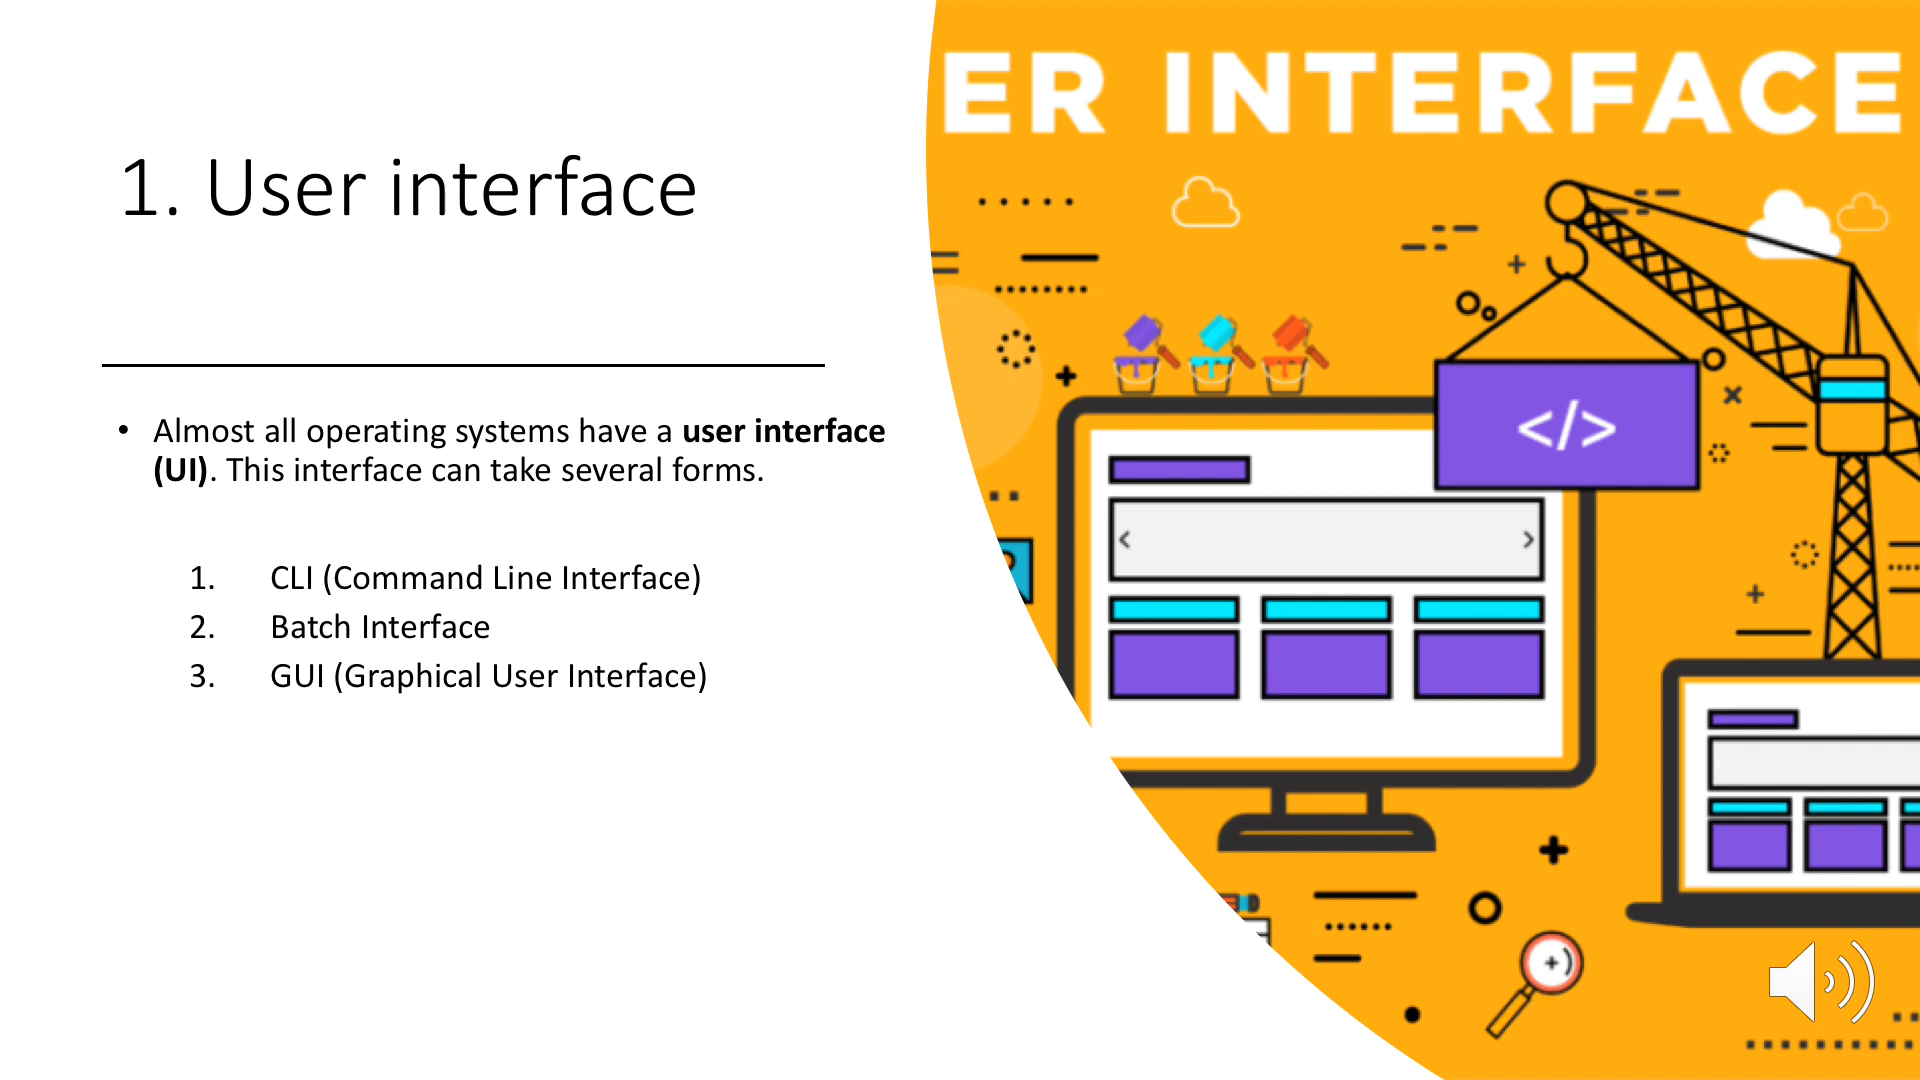 1. User interface
• Almost all operating systems have a user interface
(UI). This interface can take several forms.
1. CLI (Command Line Interface)
2. Batch Interface
3. GUI (Graphical User Interface)
ER INTERFACE
</>